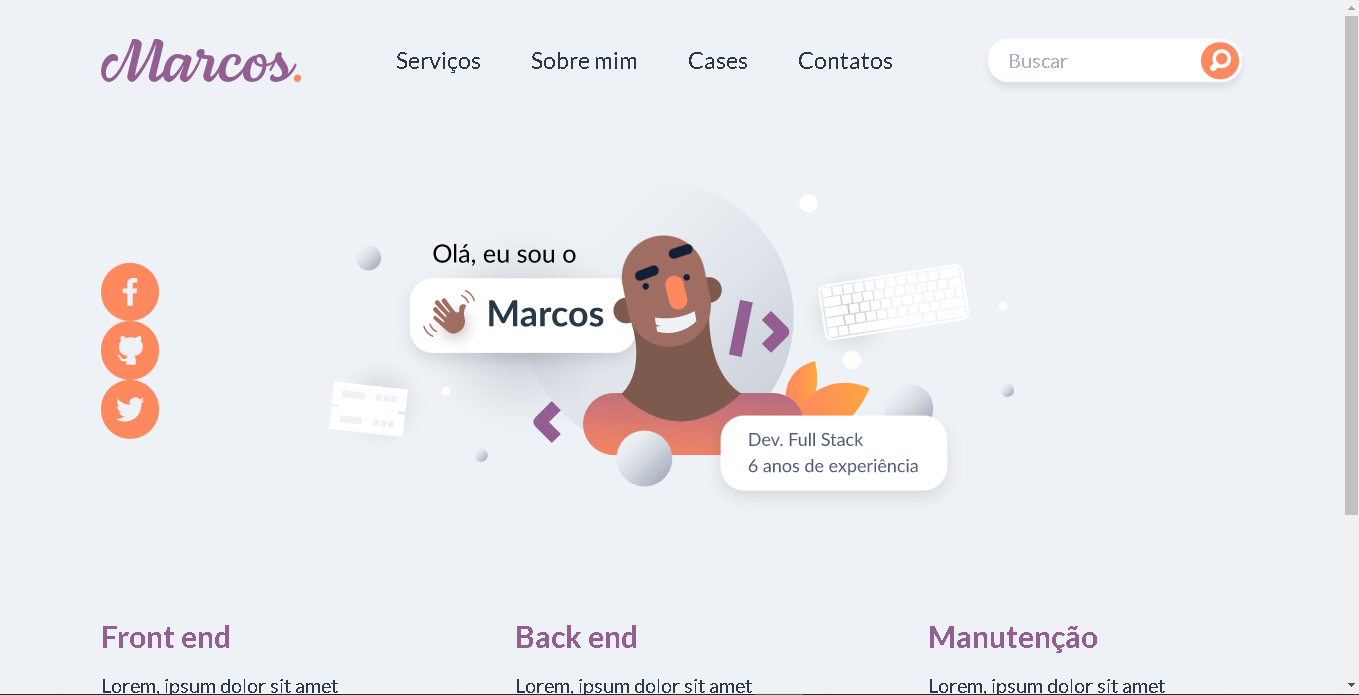 Marcos.
Serviços Sobre mim Cases Contatos
Buscar
Olá, eu sou o
Marcos
Dev. Full Stack
6 anos de experiência
Front end
Lorem, ipsum dolor sit amet
Back end
Lorem, ipsum dolor sit amet
Manutenção
Lorem, ipsum dolor sit amet